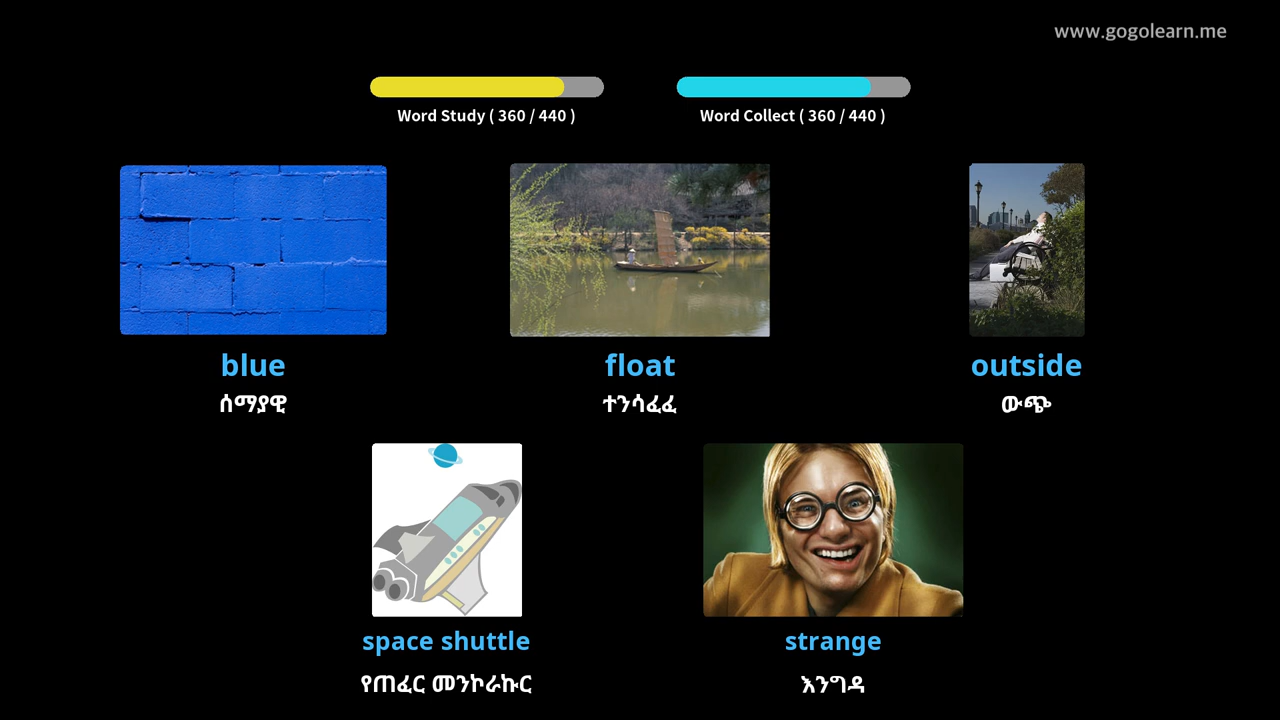 www.gogolearn.me
Word Study ( 360 / 440 )
Word Collect ( 360 / 440 )
blue
ሰማያዊ
float
ተንሳፈፈ
outside
ውጭ
space shuttle
የጠፈር መንኮራኩር
strange
እንግዳ